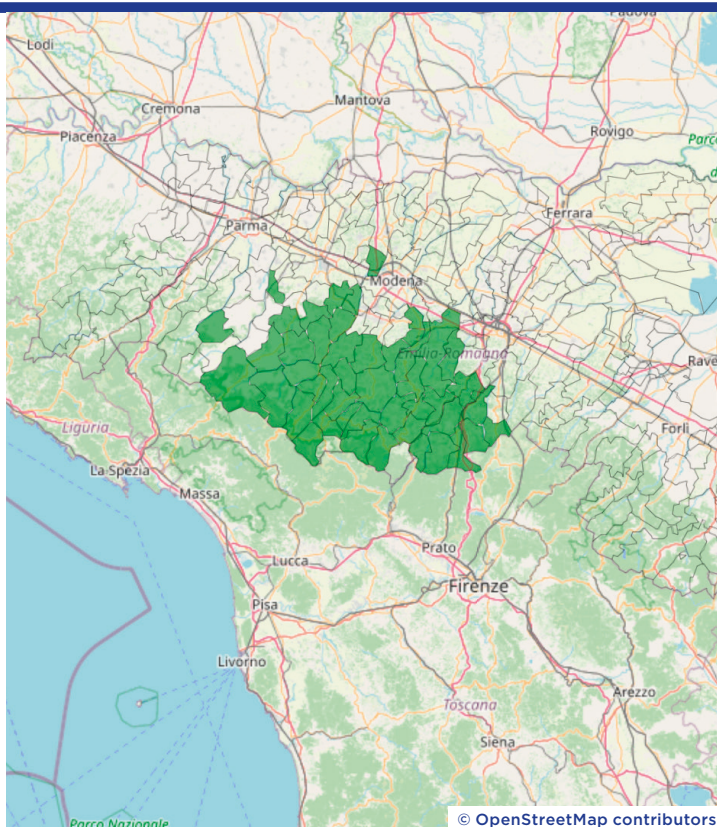 Padova
Lodi
Mantova
Cremona
Rovigo
Piacenza
Parco
d
Ferrara
Parma
Modena
Emilia-Romagna
Rave
Liguria
Forlì
La Spezia
Massa
Prato
Lucca
Firenze
Pisa
Livorno
Arezzo
Toscana
Siena
Parco Nazionale
© OpenStreetMap contributors